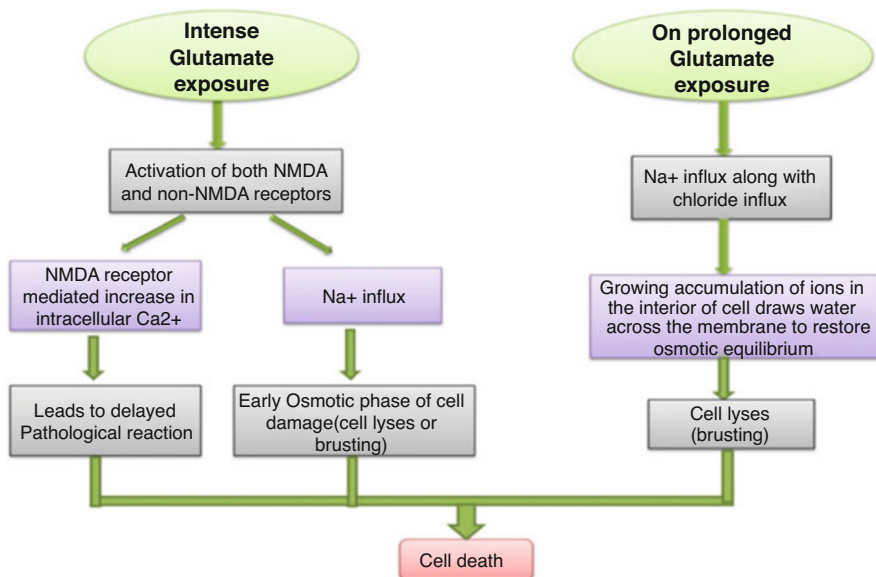 Intense
Glutamate
exposure
Activation of both NMDA
and non-NMDA receptors
NMDA receptor
mediated increase in
intracellular Ca2+
Na+ influx
Leads to delayed
Pathological reaction
Early Osmotic phase of cell
damage(cell lyses or
brusting)
On prolonged
Glutamate
exposure
Na+ influx along with
chloride influx
Growing accumulation of ions in
the interior of cell draws water
across the membrane to restore
osmotic equilibrium
Cell lyses
(brusting)
Cell death